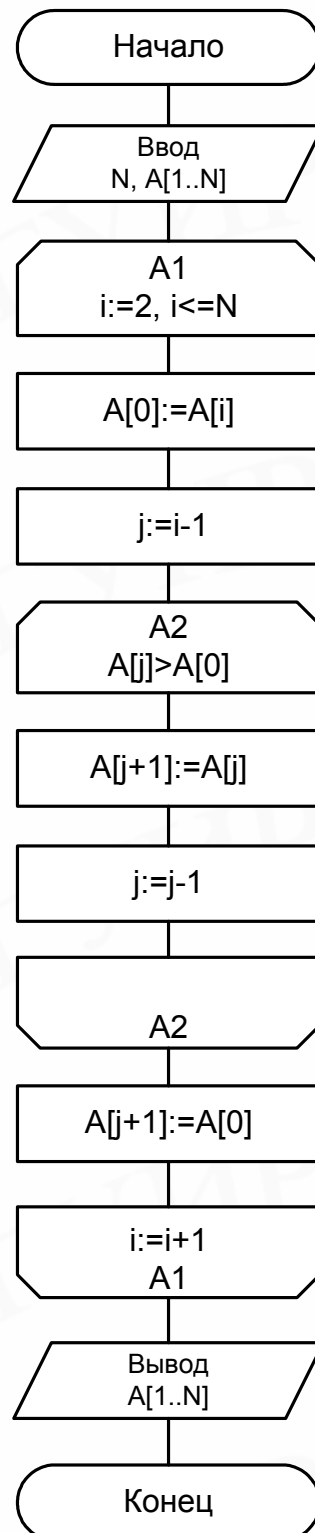 Начало
Ввод
N, A[1..N]
A1
i:=2, i<=N
A[0]:=A[i]
j:=i-1
A2
A[j]>A[0]
A[j+1]:=A[j]
j:=j-1
A2
A[j+1]:=A[0]
i:=i+1
A1
Вывод
A[1..N]
Конец